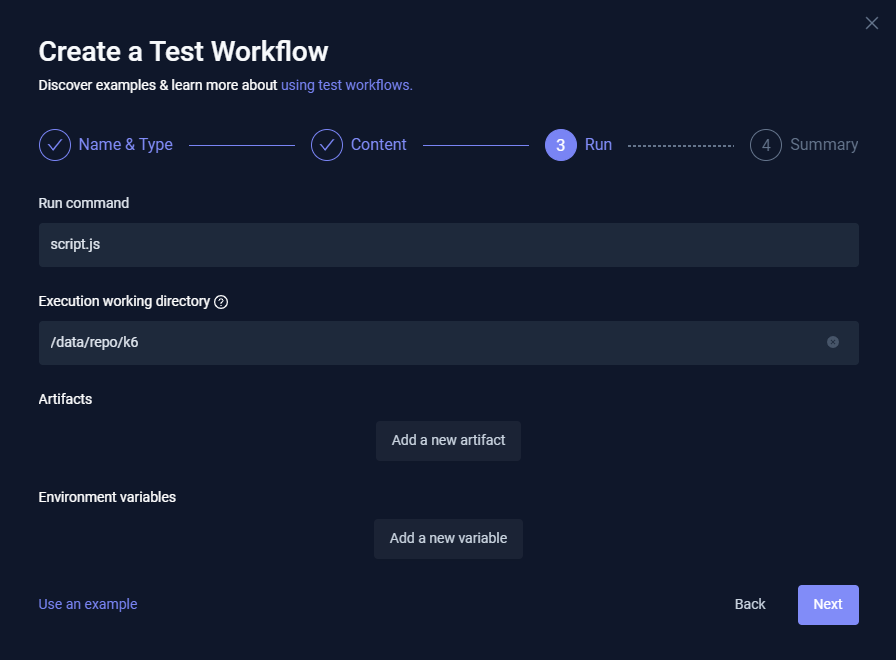 Create a Test Workflow
Discover examples & learn more about using test workflows.
Name & Type
Content
3 Run
4 Summary
Run command
script.js
Execution working directory ?
/data/repo/k6
Artifacts
Add a new artifact
Environment variables
Add a new variable
Use an example
Back
Next